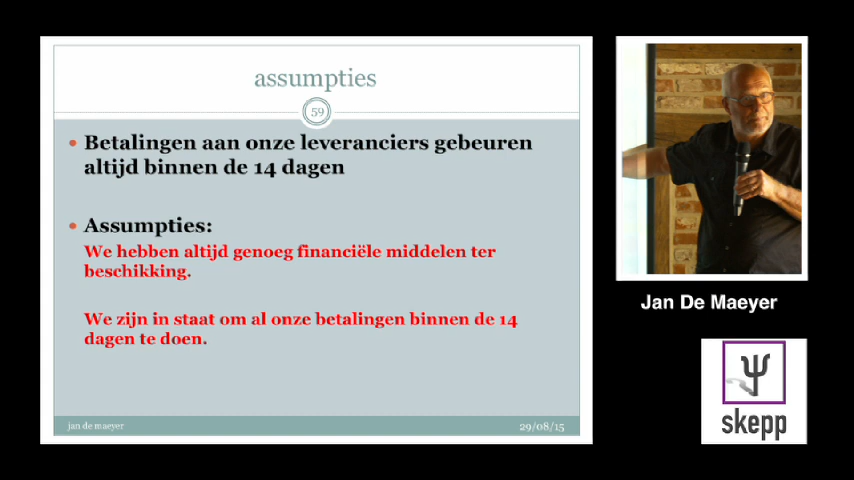 assumpties
59
Betalingen aan onze leveranciers gebeuren
altijd binnen de 14 dagen
Assumpties:
We hebben altijd genoeg financiële middelen ter
beschikking.
We zijn in staat om al onze betalingen binnen de 14
dagen te doen.
jan de maeyer
29/08/15
Jan De Maeyer
skepp